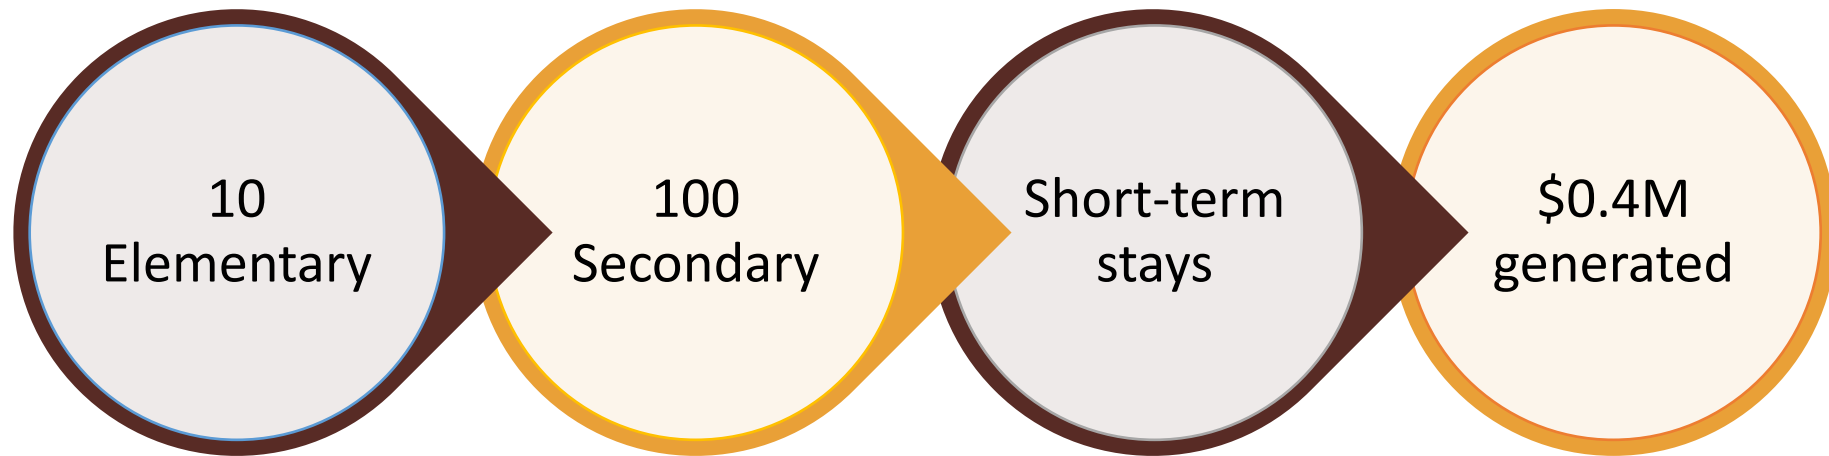 10
Elementary
100
Secondary
Short-term
stays
$0.4M
generated